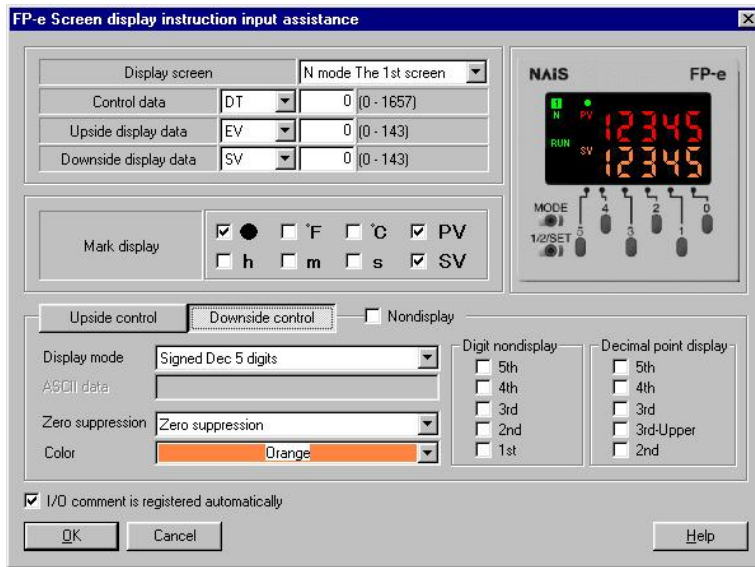 FP-e Screen display instruction input assistance
Display screen N mode The 1st screen
Control data DT 0 (0 - 1657)
Upside display data EV 0 (0 - 143)
Downside display data SV 0 (0 - 143)
Mark display
● °F °C PV
h m s SV
NAiS FP-e
1
N PV 12345
RUN SV 12345
MODE 4 2 0
1/2/SET 5 3 1
Upside control Downside control Nondisplay
Display mode Signed Dec 5 digits
ASCII data
Zero suppression Zero suppression
Color Orange
Digit nondisplay
5th
4th
3rd
2nd
1st
Decimal point display
5th
4th
3rd
3rd-Upper
2nd
I/O comment is registered automatically
OK Cancel Help